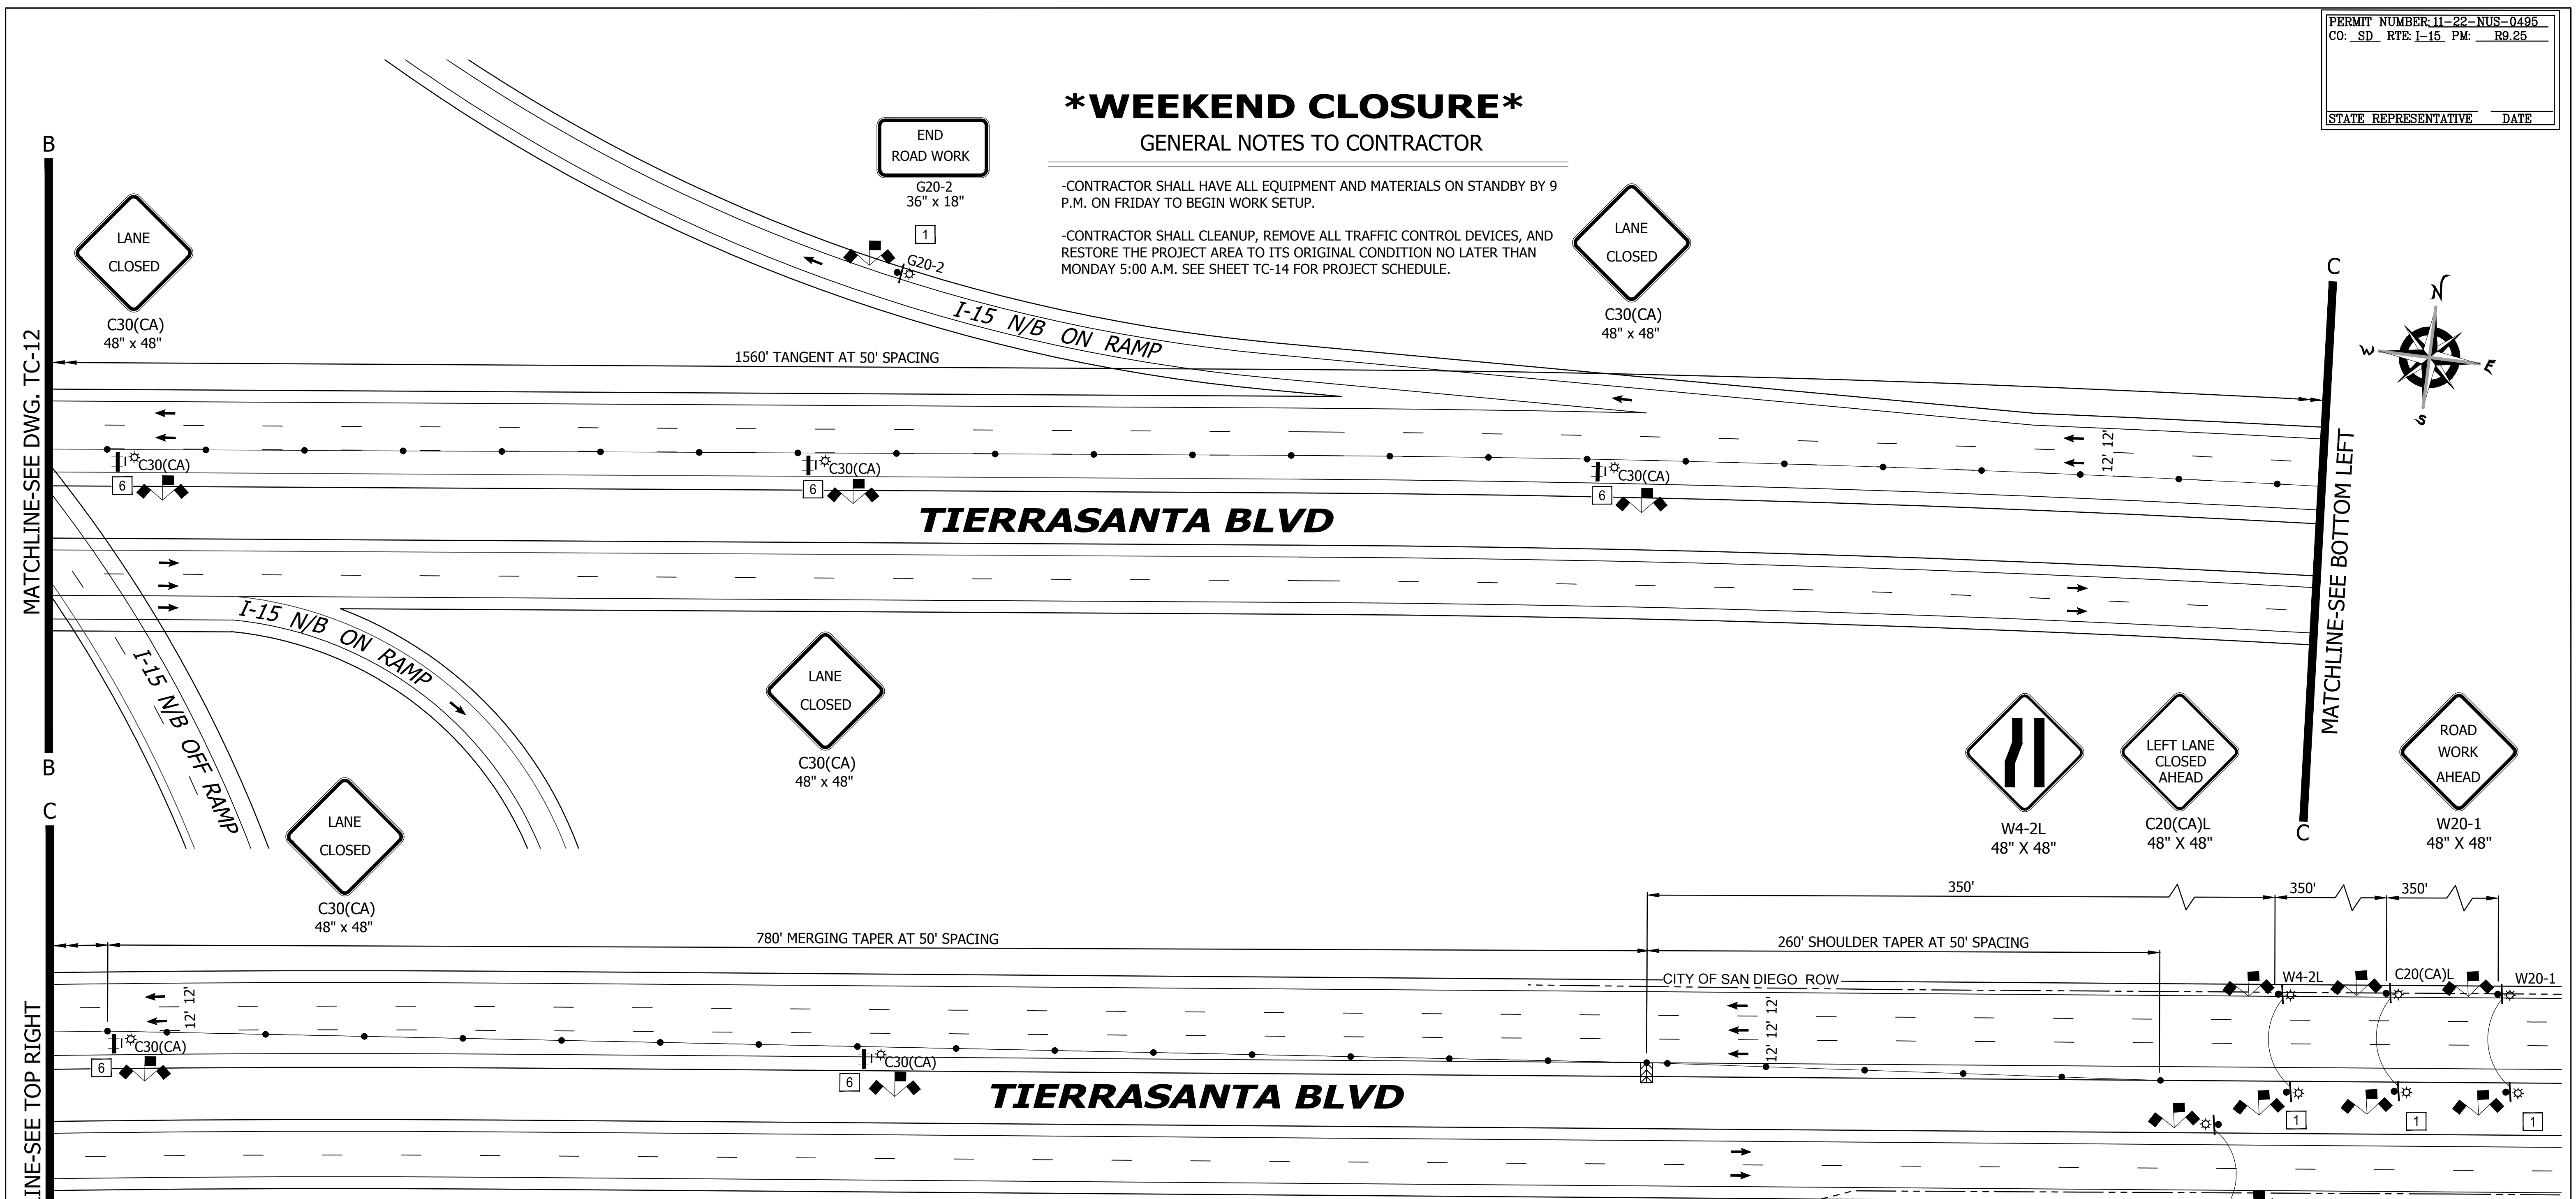 PERMIT NUMBER: 11-22-NUS-0495
CO: SD RTE: I-15 PM: R9.25
STATE REPRESENTATIVE DATE
*WEEKEND CLOSURE*
GENERAL NOTES TO CONTRACTOR
-CONTRACTOR SHALL HAVE ALL EQUIPMENT AND MATERIALS ON STANDBY BY 9
P.M. ON FRIDAY TO BEGIN WORK SETUP.
-CONTRACTOR SHALL CLEANUP, REMOVE ALL TRAFFIC CONTROL DEVICES, AND
RESTORE THE PROJECT AREA TO ITS ORIGINAL CONDITION NO LATER THAN
MONDAY 5:00 A.M. SEE SHEET TC-14 FOR PROJECT SCHEDULE.
END
ROAD WORK
G20-2
36" x 18"
1
G20-2
B
LANE
CLOSED
C30(CA)
48" x 48"
LANE
CLOSED
C30(CA)
48" x 48"
C
N
W
E
S
I-15 N/B ON RAMP
1560' TANGENT AT 50' SPACING
MATCHLINE-SEE DWG. TC-12
12' 12'
C30(CA)
6
C30(CA)
6
C30(CA)
6
TIERRASANTA BLVD
MATCHLINE-SEE BOTTOM LEFT
I-15 N/B ON RAMP
I-15 N/B OFF RAMP
LANE
CLOSED
C30(CA)
48" x 48"
B
LANE
CLOSED
C30(CA)
48" x 48"
W4-2L
48" X 48"
LEFT LANE
CLOSED
AHEAD
C20(CA)L
48" X 48"
C
ROAD
WORK
AHEAD
W20-1
48" X 48"
C
350'
350'
350'
780' MERGING TAPER AT 50' SPACING
260' SHOULDER TAPER AT 50' SPACING
CITY OF SAN DIEGO ROW
W4-2L
C20(CA)L
W20-1
12' 12'
12' 12' 12'
C30(CA)
6
C30(CA)
6
TIERRASANTA BLVD
1
1
1
LINE-SEE TOP RIGHT